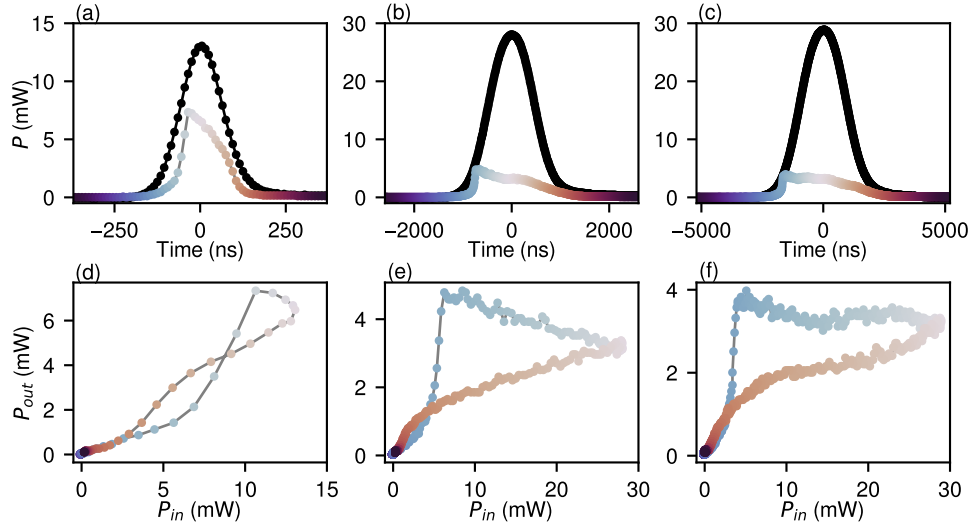 (a) (b) (c)
15 30 30
10 20 20
5 10 10
0 0 0
P (mW)
−250 0 250 −2000 0 2000 −5000 0 5000
Time (ns) Time (ns) Time (ns)
(d) (e) (f)
6 4 4
4
2 2
2
0 0 0
P_out (mW)
0 5 10 15 0 10 20 30 0 10 20 30
P_in (mW) P_in (mW) P_in (mW)